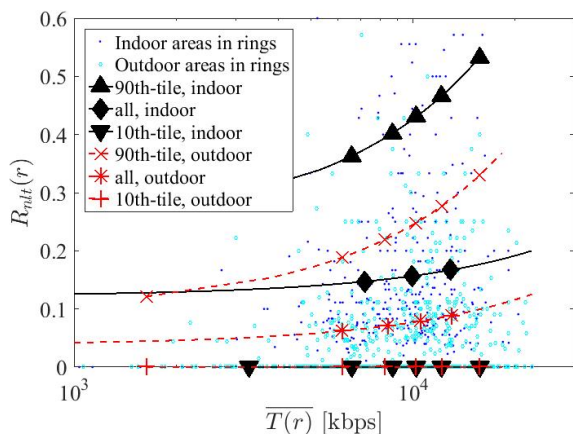 0.6
0.5
0.4
0.3
0.2
0.1
0
R_{nlt}(r)
Indoor areas in rings
Outdoor areas in rings
90th-tile, indoor
all, indoor
10th-tile, indoor
90th-tile, outdoor
all, outdoor
10th-tile, outdoor
10^3
10^4
\overline{T(r)} [kbps]